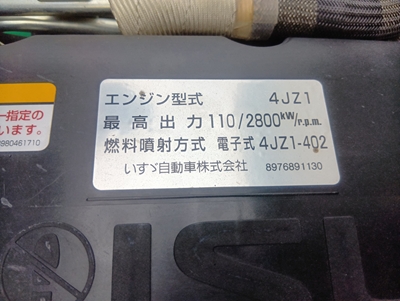 エンジン型式 4JZ1
最高出力 110/2800kW/r.p.m.
燃料噴射方式 電子式 4JZ1-402
いすゞ自動車株式会社 8976891130
指定の
います。
8980461710
ISU